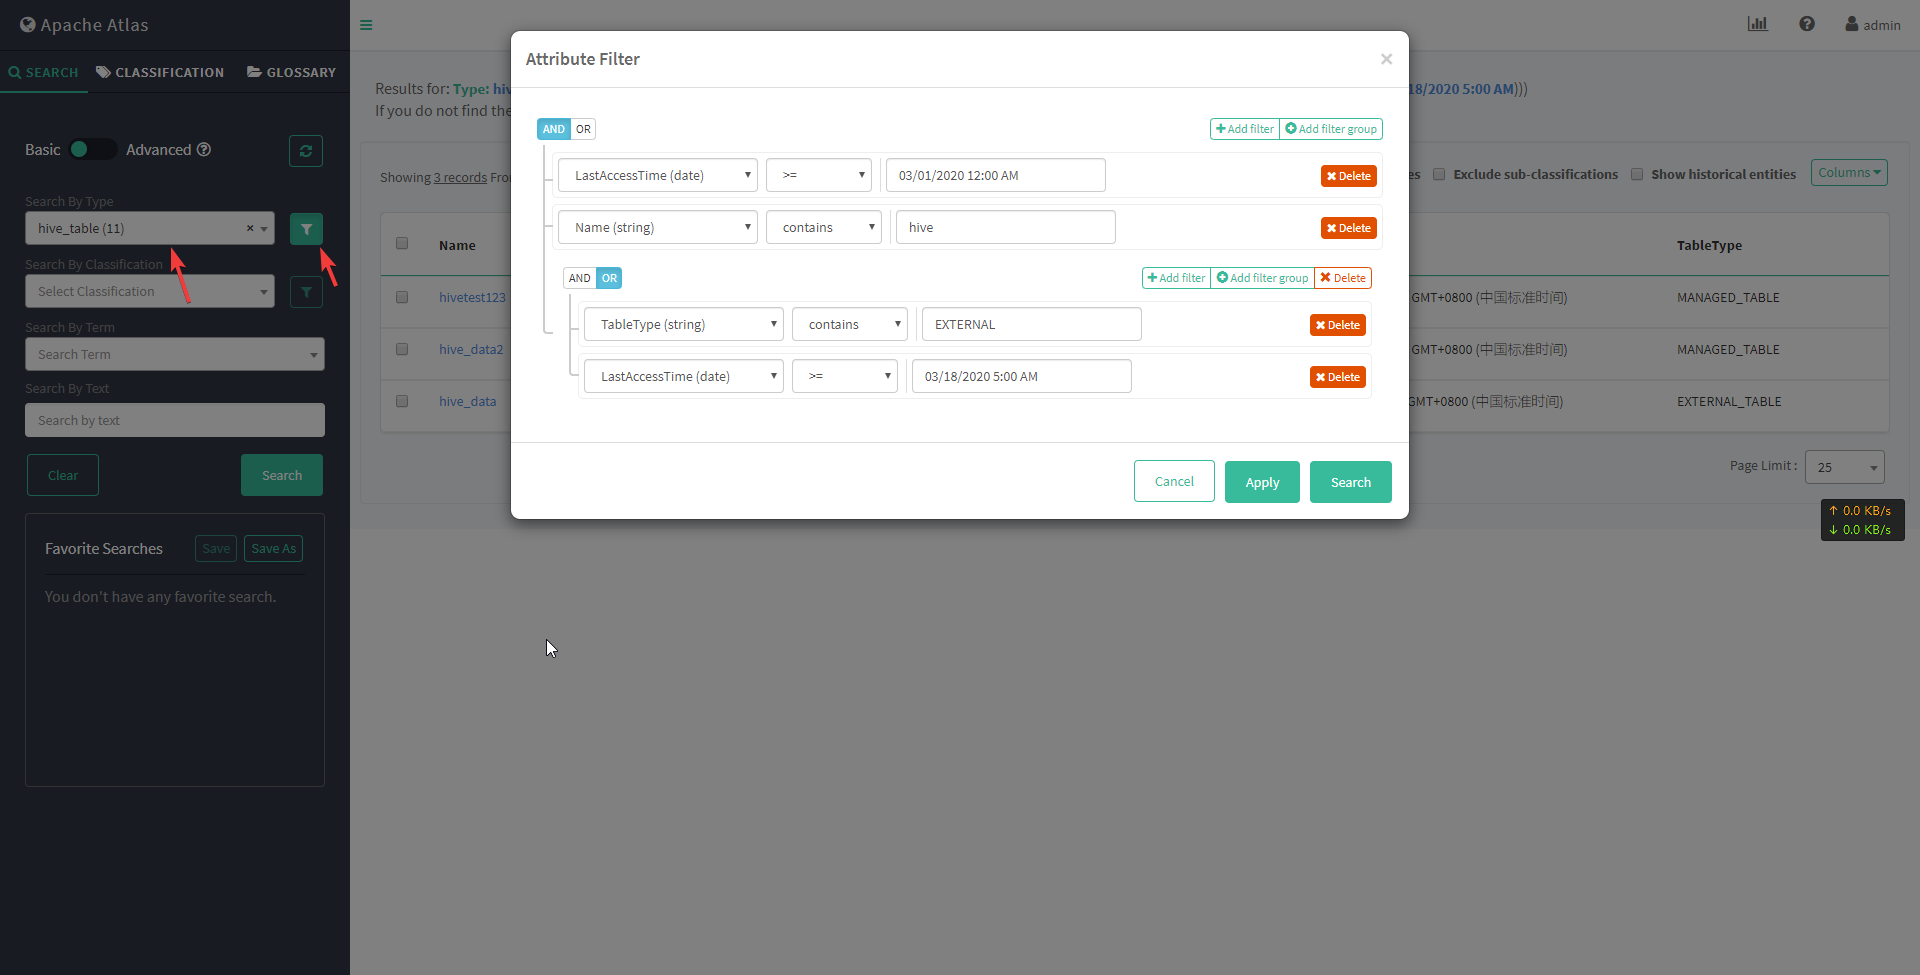 Apache Atlas
admin
SEARCH CLASSIFICATION GLOSSARY
Basic Advanced
Search By Type
hive_table (11) ×
Search By Classification
Select Classification
Search By Term
Search Term
Search By Text
Search by text
Clear Search
Favorite Searches Save Save As
You don't have any favorite search.
Results for: Type: hiv
18/2020 5:00 AM)))
If you do not find the
Showing 3 records Fro
es Exclude sub-classifications Show historical entities Columns
Name TableType
hivetest123 GMT+0800 (中国标准时间) MANAGED_TABLE
hive_data2 GMT+0800 (中国标准时间) MANAGED_TABLE
hive_data GMT+0800 (中国标准时间) EXTERNAL_TABLE
Page Limit : 25
↑ 0.0 KB/s
↓ 0.0 KB/s
Attribute Filter ×
AND OR Add filter Add filter group
LastAccessTime (date) >= 03/01/2020 12:00 AM Delete
Name (string) contains hive Delete
AND OR Add filter Add filter group Delete
TableType (string) contains EXTERNAL Delete
LastAccessTime (date) >= 03/18/2020 5:00 AM Delete
Cancel Apply Search